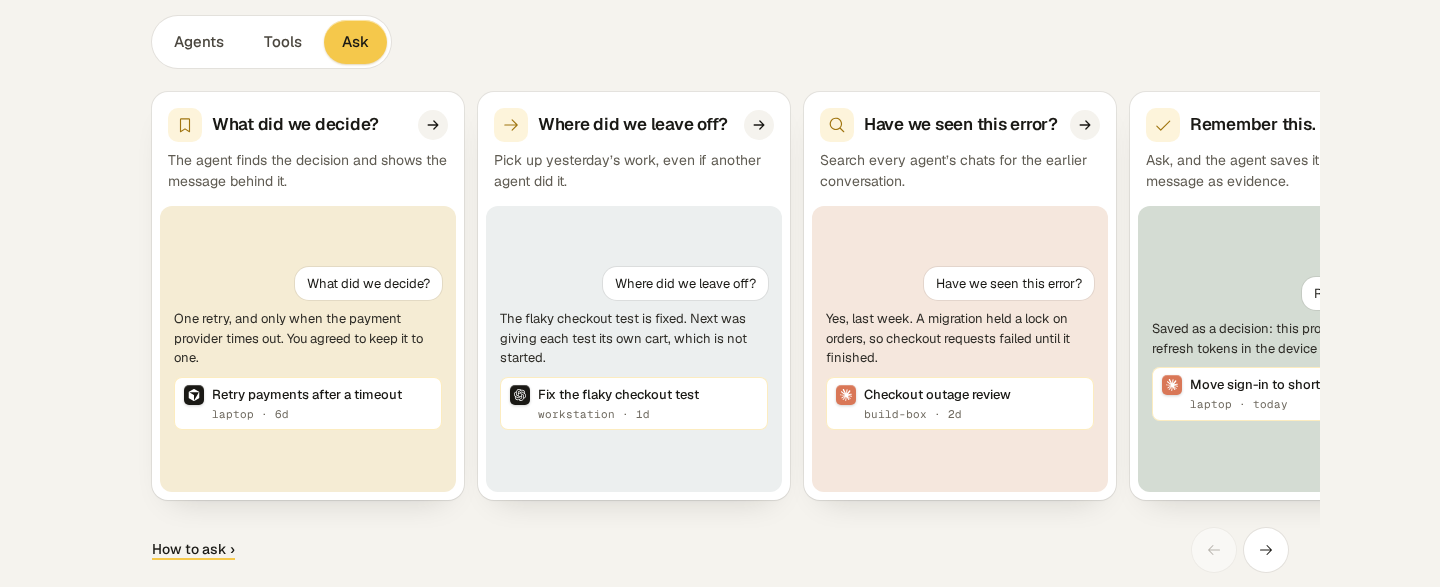 Agents Tools Ask
What did we decide?
The agent finds the decision and shows the
message behind it.
What did we decide?
One retry, and only when the payment
provider times out. You agreed to keep it to
one.
Retry payments after a timeout
laptop · 6d
Where did we leave off?
Pick up yesterday’s work, even if another
agent did it.
Where did we leave off?
The flaky checkout test is fixed. Next was
giving each test its own cart, which is not
started.
Fix the flaky checkout test
workstation · 1d
Have we seen this error?
Search every agent’s chats for the earlier
conversation.
Have we seen this error?
Yes, last week. A migration held a lock on
orders, so checkout requests failed until it
finished.
Checkout outage review
build-box · 2d
Remember this.
Ask, and the agent saves it
message as evidence.
Saved as a decision: this
refresh tokens in the device
Move sign-in to short
laptop · today
How to ask ›